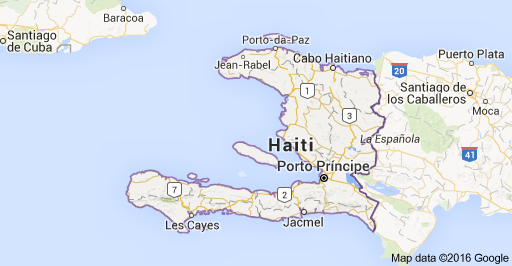 Baracoa
Santiago
de Cuba
Porto-da-Paz
Jean-Rabel
Cabo Haitiano
Puerto Plata
20
Santiago de
los Caballeros
1
Moca
3
La Española
Haiti
41
Porto Príncipe
7
2
Les Cayes
Jacmel
Map data ©2016 Google